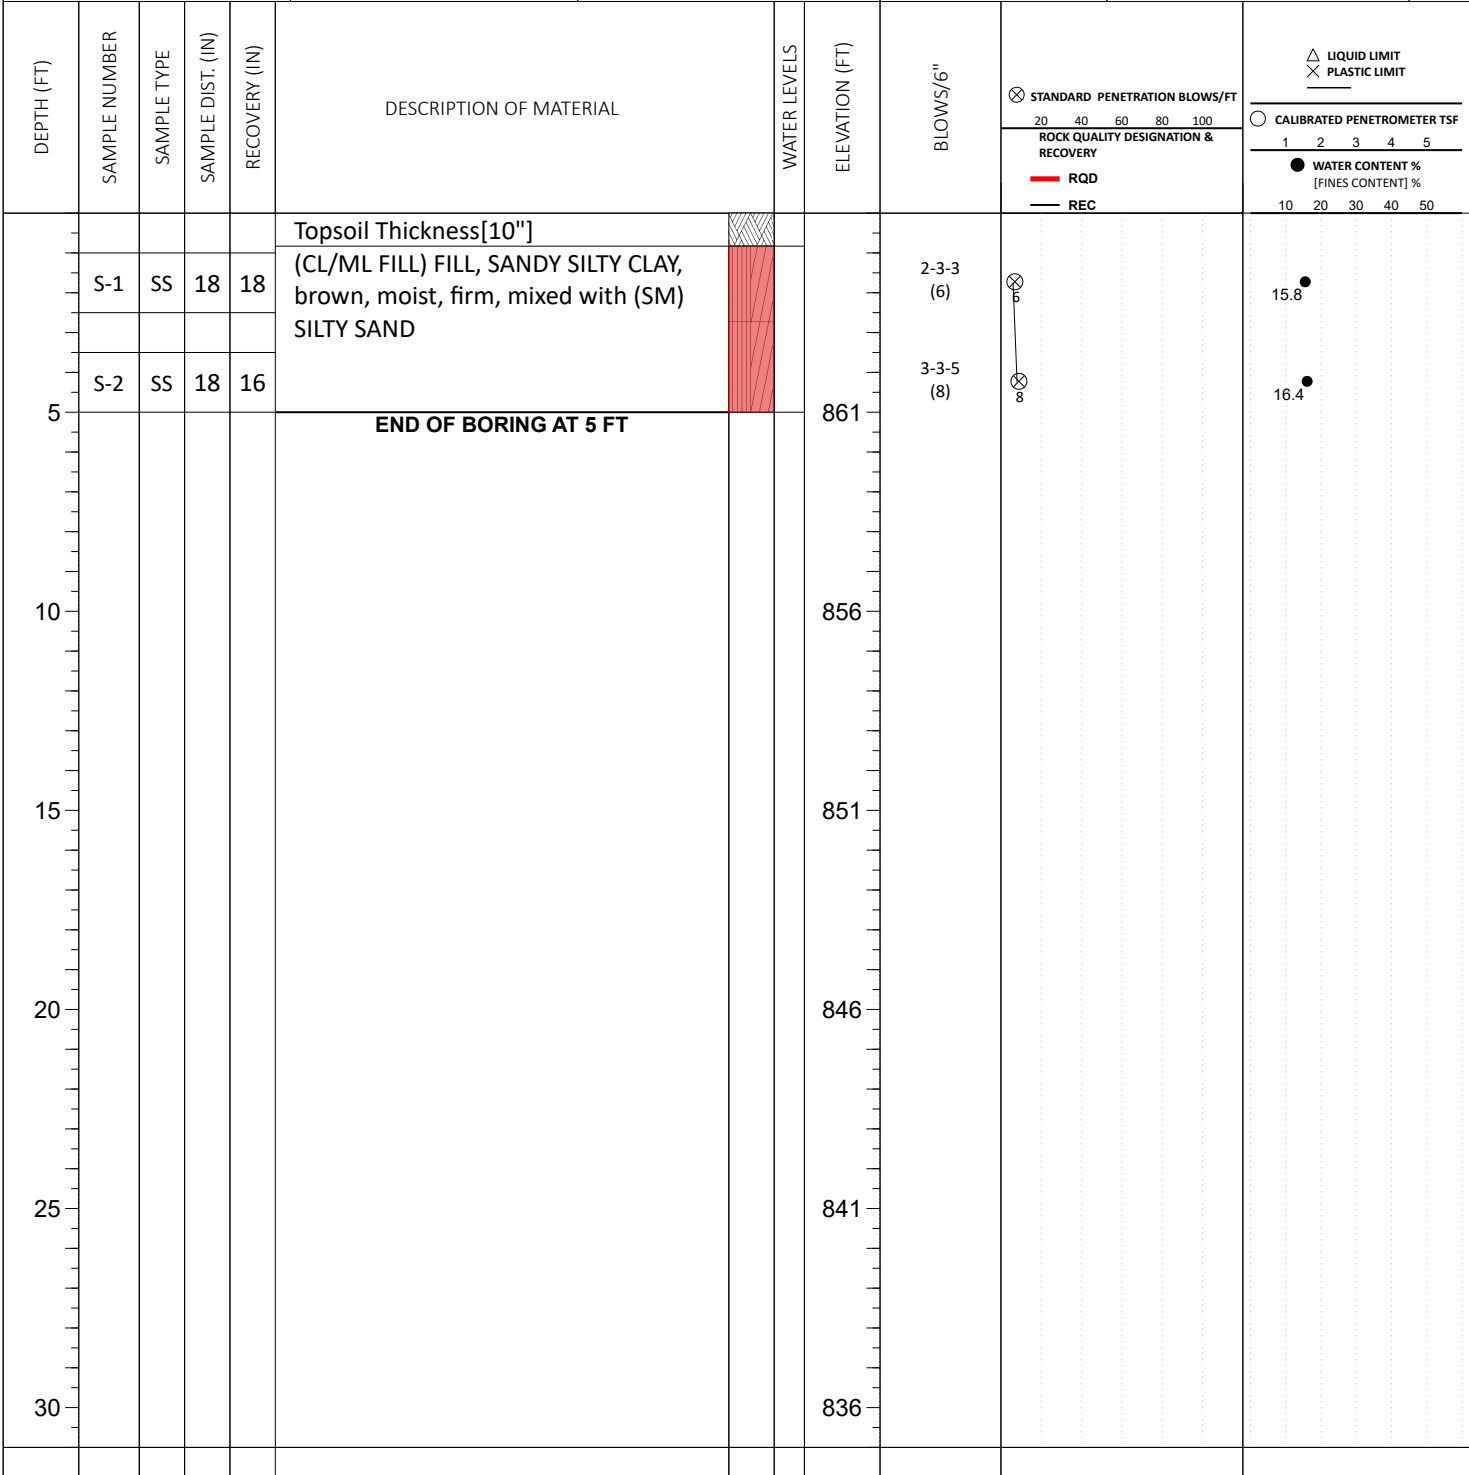 DEPTH (FT)
SAMPLE NUMBER
SAMPLE TYPE
SAMPLE DIST. (IN)
RECOVERY (IN)
DESCRIPTION OF MATERIAL
WATER LEVELS
ELEVATION (FT)
BLOWS/6"
STANDARD PENETRATION BLOWS/FT
20 40 60 80 100
ROCK QUALITY DESIGNATION &
RECOVERY
RQD
REC
LIQUID LIMIT
PLASTIC LIMIT
CALIBRATED PENETROMETER TSF
1 2 3 4 5
WATER CONTENT %
[FINES CONTENT] %
10 20 30 40 50
Topsoil Thickness[10"]
(CL/ML FILL) FILL, SANDY SILTY CLAY,
brown, moist, firm, mixed with (SM)
SILTY SAND
S-1 SS 18 18
2-3-3
(6)
6
15.8
S-2 SS 18 16
3-3-5
(8)
8
16.4
5 861
END OF BORING AT 5 FT
10 856
15 851
20 846
25 841
30 836